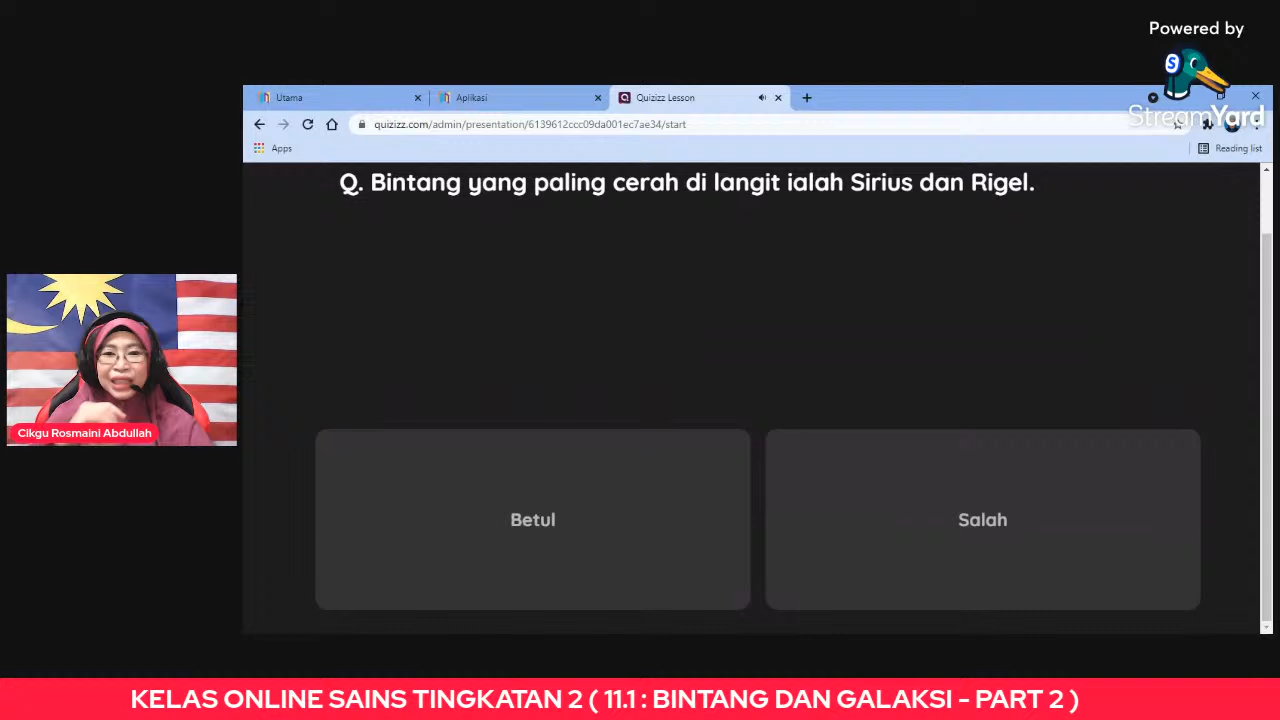 Powered by
StreamYard
Utama
Aplikasi
Quizizz Lesson
quizizz.com/admin/presentation/6139612ccc09da001ec7ae34/start
Apps
Reading list
Q. Bintang yang paling cerah di langit ialah Sirius dan Rigel.
Cikgu Rosmaini Abdullah
Betul
Salah
KELAS ONLINE SAINS TINGKATAN 2 ( 11.1 : BINTANG DAN GALAKSI - PART 2 )